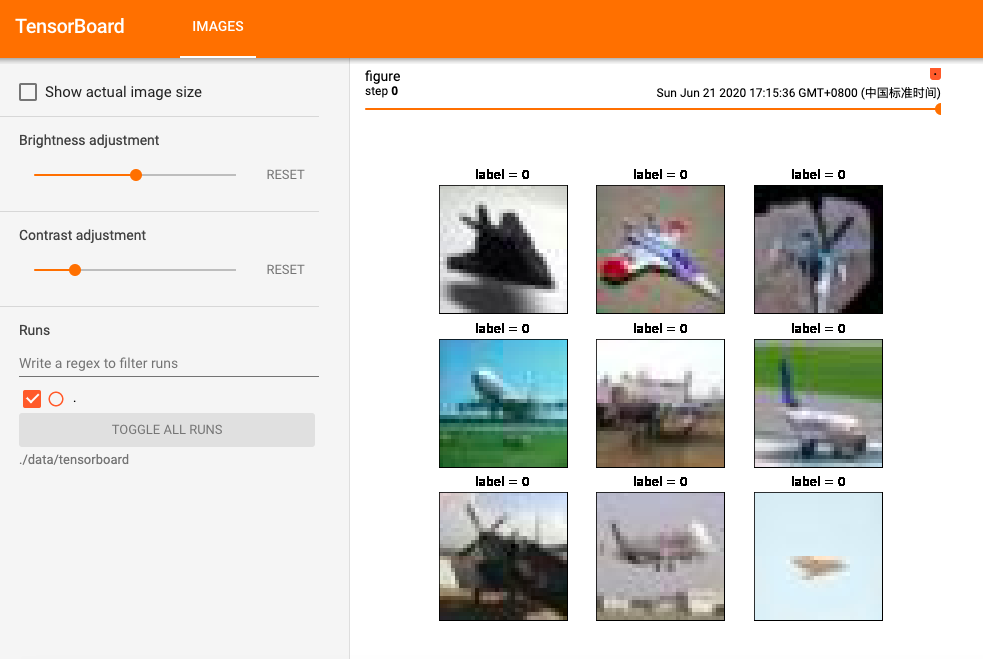 TensorBoard
IMAGES
Show actual image size
Brightness adjustment
RESET
Contrast adjustment
RESET
Runs
Write a regex to filter runs
.
TOGGLE ALL RUNS
./data/tensorboard
figure
step 0
Sun Jun 21 2020 17:15:36 GMT+0800 (中国标准时间)
label = 0 label = 0 label = 0
label = 0 label = 0 label = 0
label = 0 label = 0 label = 0